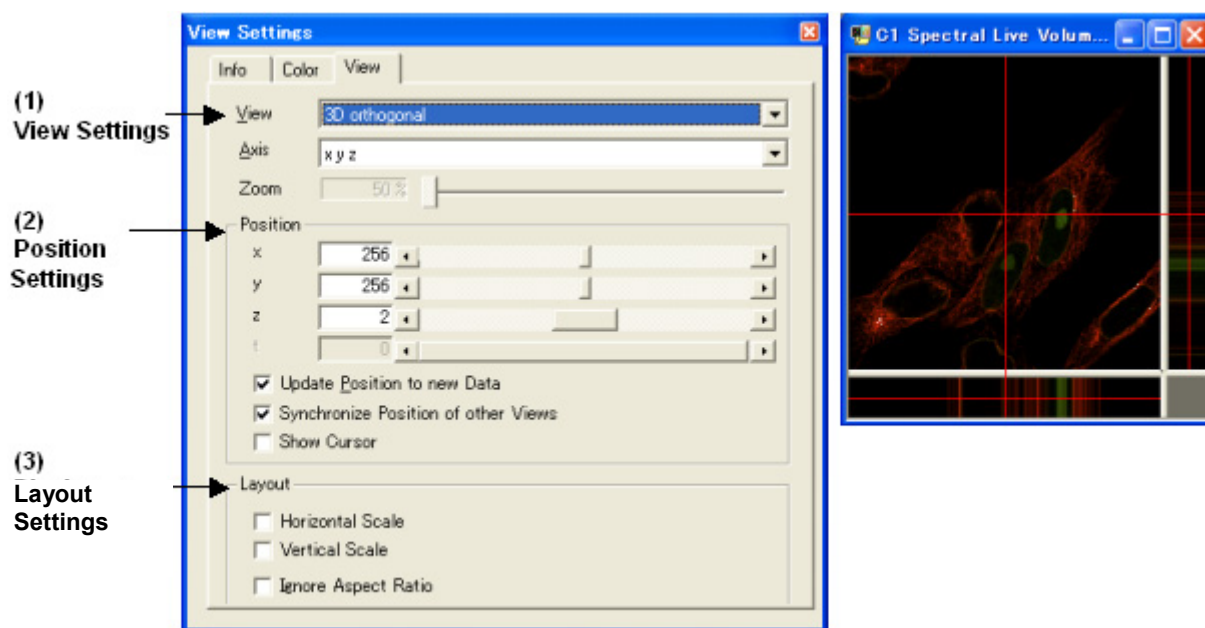 View Settings
Info Color View
(1)
View Settings
View 3D orthogonal
Axis x y z
Zoom 50 %
(2)
Position
Settings
Position
x 256
y 256
z 2
t 0
Update Position to new Data
Synchronize Position of other Views
Show Cursor
(3)
Layout
Settings
Layout
Horizontal Scale
Vertical Scale
Ignore Aspect Ratio
C1 Spectral Live Volum...